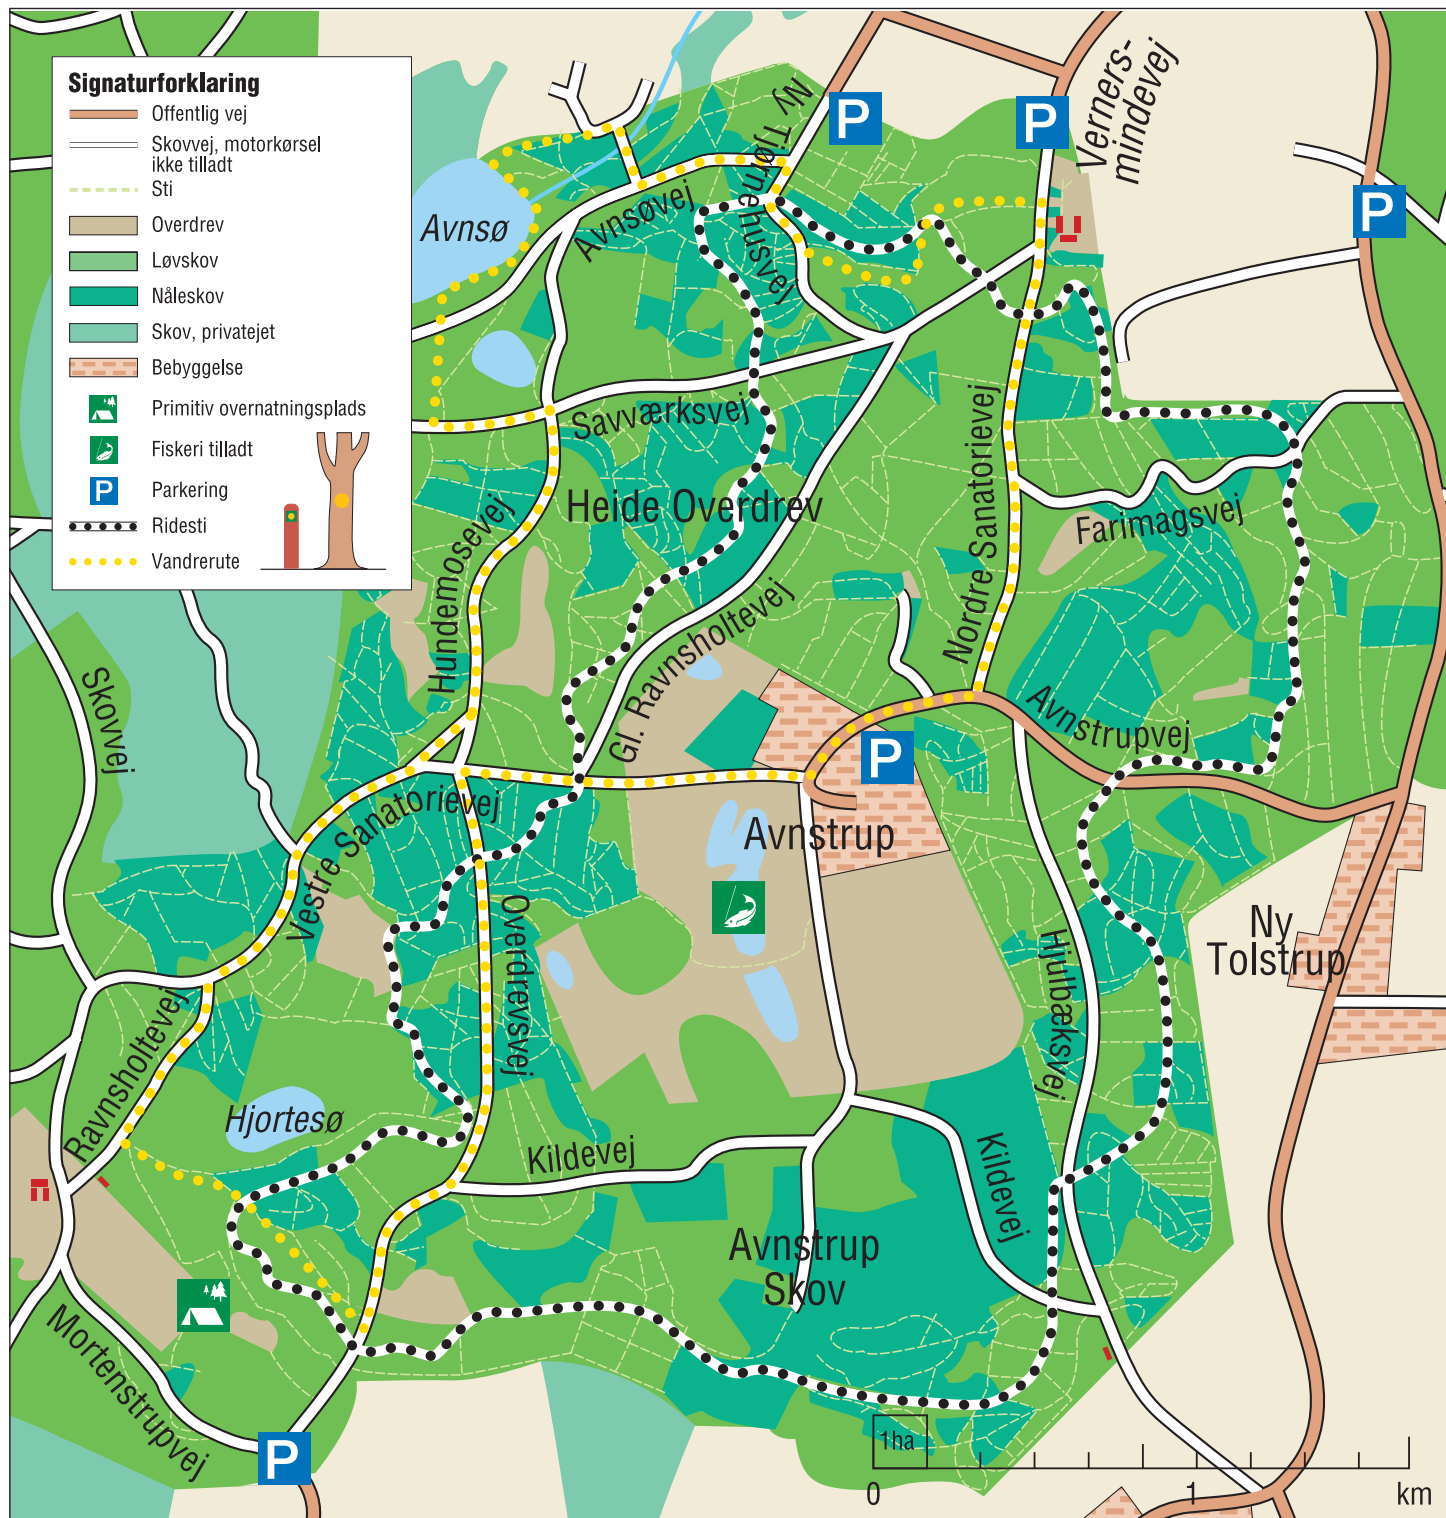 Signaturforklaring
Offentlig vej
Skovvej, motorkørsel
ikke tilladt
Sti
Overdrev
Løvskov
Nåleskov
Skov, privatejet
Bebyggelse
Primitiv overnatningsplads
Fiskeri tilladt
P
Parkering
Ridesti
Vandrerute
P
P
P
P
P
Ny Tjørnehusvej
Verners-
mindevej
Avnsø
Avnsøvej
Savværksvej
Heide Overdrev
Hundemosevej
Nordre Sanatorievej
Farimagsvej
Gl. Ravnsholtevej
Skovvej
Avnstrupvej
Vestre Sanatorievej
Avnstrup
Overdrevsvej
Hjulbæksvej
Ny
Tolstrup
Ravnsholtevej
Hjortesø
Kildevej
Kildevej
Avnstrup
Skov
Mortenstrupvej
1ha
0
1
km